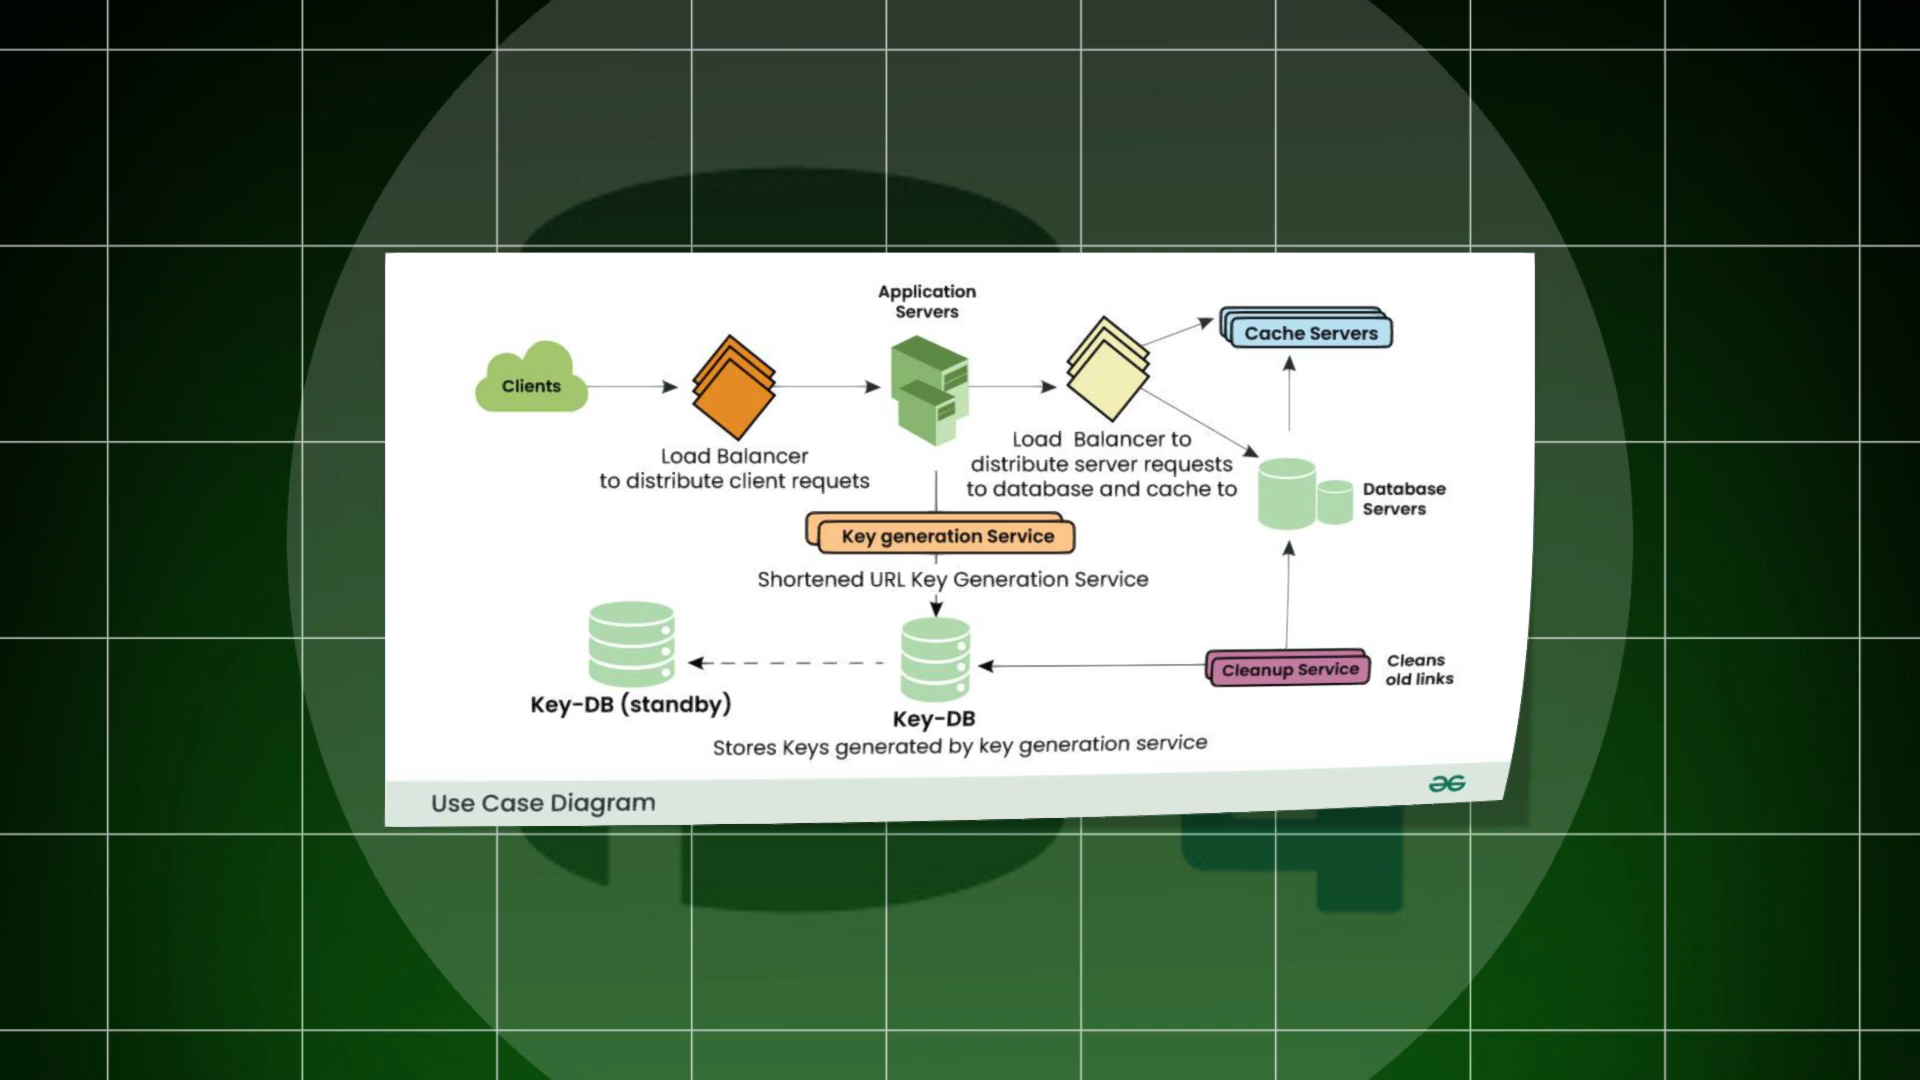 Application
Servers
Cache Servers
Clients
Load Balancer
to distribute client requets
Load Balancer to
distribute server requests
to database and cache to
Database
Servers
Key generation Service
Shortened URL Key Generation Service
Cleanup Service
Cleans
old links
Key-DB (standby)
Key-DB
Stores Keys generated by key generation service
Use Case Diagram